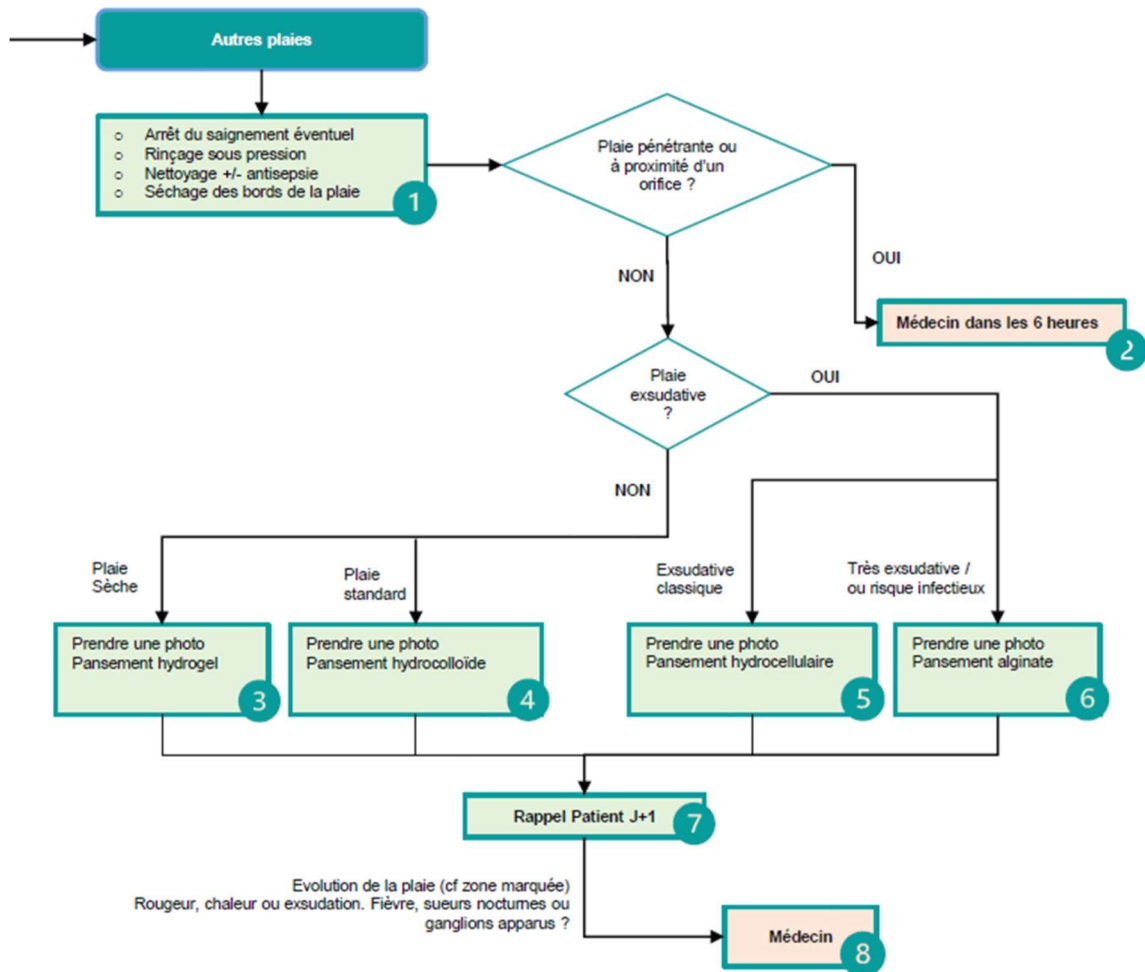 Autres plaies
o Arrêt du saignement éventuel
o Rinçage sous pression
o Nettoyage +/- antisepsie
o Séchage des bords de la plaie
1
Plaie pénétrante ou
à proximité d'un
orifice ?
NON
OUI
Médecin dans les 6 heures
2
Plaie
exsudative
?
OUI
NON
Plaie
Sèche
Plaie
standard
Exsudative
classique
Très exsudative /
ou risque infectieux
Prendre une photo
Pansement hydrogel
3
Prendre une photo
Pansement hydrocolloïde
4
Prendre une photo
Pansement hydrocellulaire
5
Prendre une photo
Pansement alginate
6
Rappel Patient J+1
7
Evolution de la plaie (cf zone marquée)
Rougeur, chaleur ou exsudation. Fièvre, sueurs nocturnes ou
ganglions apparus ?
Médecin
8